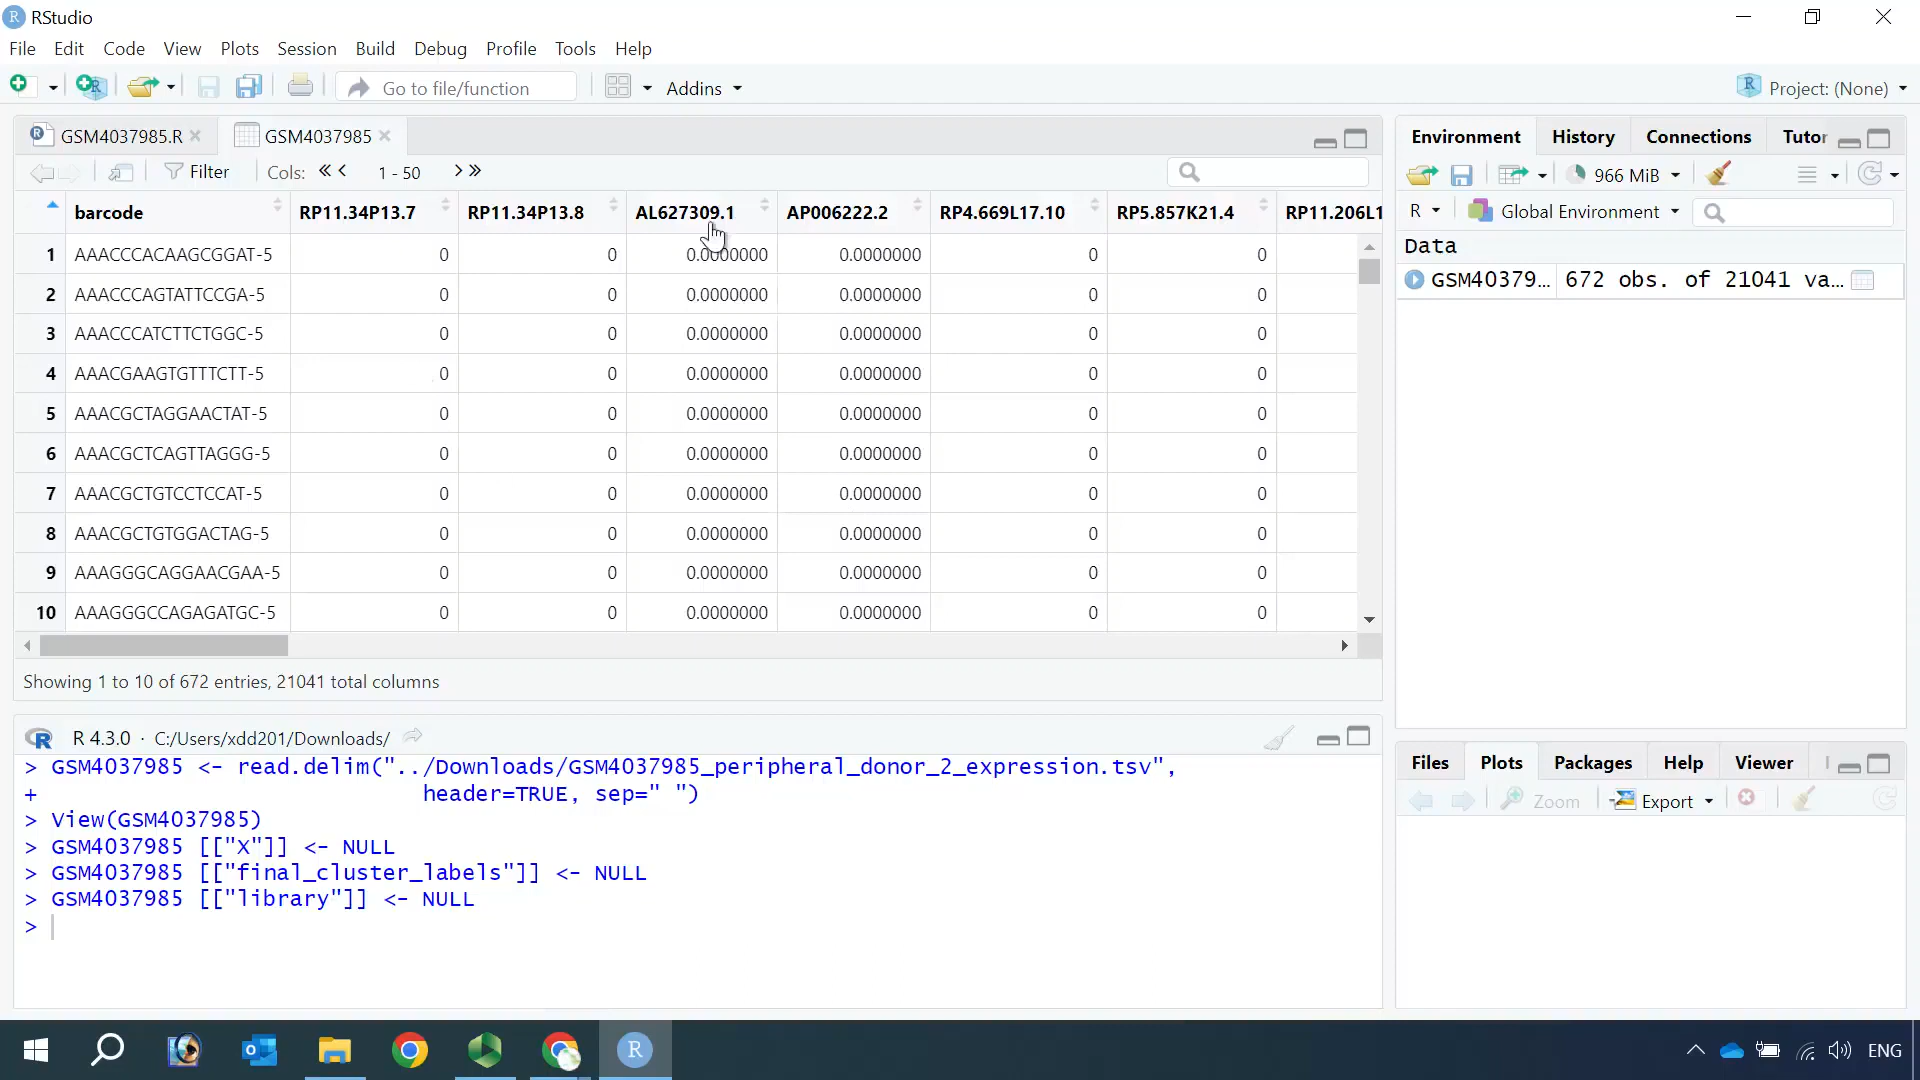 RStudio
File Edit Code View Plots Session Build Debug Profile Tools Help
Go to file/function Addins Project: (None)
GSM4037985.R GSM4037985
Filter Cols: 1 - 50
barcode RP11.34P13.7 RP11.34P13.8 AL627309.1 AP006222.2 RP4.669L17.10 RP5.857K21.4 RP11.206L1
1 AAACCCACAAGCGGAT-5 0 0 0.0000000 0.0000000 0 0
2 AAACCCAGTATTCCGA-5 0 0 0.0000000 0.0000000 0 0
3 AAACCCATCTTCTGGC-5 0 0 0.0000000 0.0000000 0 0
4 AAACGAAGTGTTTCTT-5 0 0 0.0000000 0.0000000 0 0
5 AAACGCTAGGAACTAT-5 0 0 0.0000000 0.0000000 0 0
6 AAACGCTCAGTTAGGG-5 0 0 0.0000000 0.0000000 0 0
7 AAACGCTGTCCTCCAT-5 0 0 0.0000000 0.0000000 0 0
8 AAACGCTGTGGACTAG-5 0 0 0.0000000 0.0000000 0 0
9 AAAGGGCAGGAACGAA-5 0 0 0.0000000 0.0000000 0 0
10 AAAGGGCCAGAGATGC-5 0 0 0.0000000 0.0000000 0 0
Showing 1 to 10 of 672 entries, 21041 total columns
R 4.3.0 · C:/Users/xdd201/Downloads/
> GSM4037985 <- read.delim("../Downloads/GSM4037985_peripheral_donor_2_expression.tsv",
+ header=TRUE, sep=" ")
> View(GSM4037985)
> GSM4037985 [["X"]] <- NULL
> GSM4037985 [["final_cluster_labels"]] <- NULL
> GSM4037985 [["library"]] <- NULL
>
Environment History Connections Tutor
966 MiB
R Global Environment
Data
GSM40379… 672 obs. of 21041 va…
Files Plots Packages Help Viewer
Zoom Export
ENG